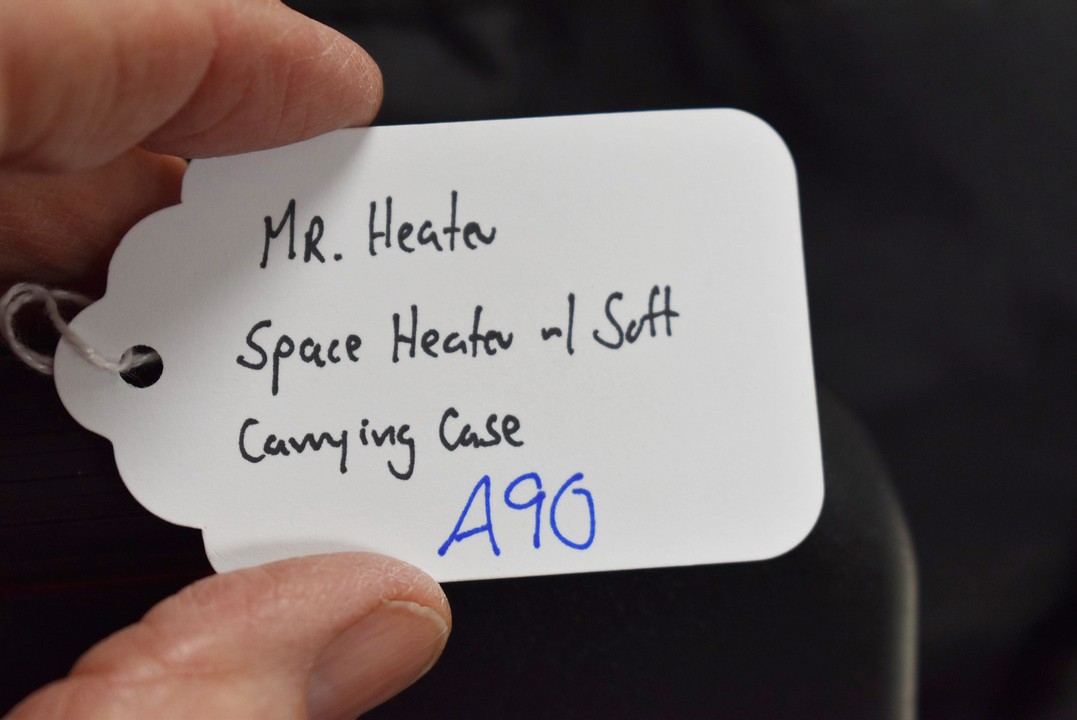 MR. Heater
Space Heater w/ Soft
Carrying Case
A90